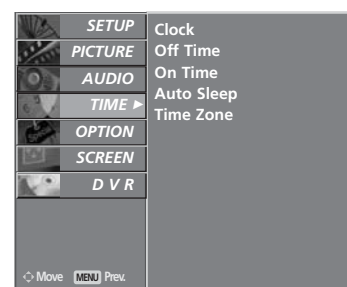 SETUP
PICTURE
AUDIO
TIME ►
OPTION
SCREEN
D V R
Clock
Off Time
On Time
Auto Sleep
Time Zone
Move MENU Prev.